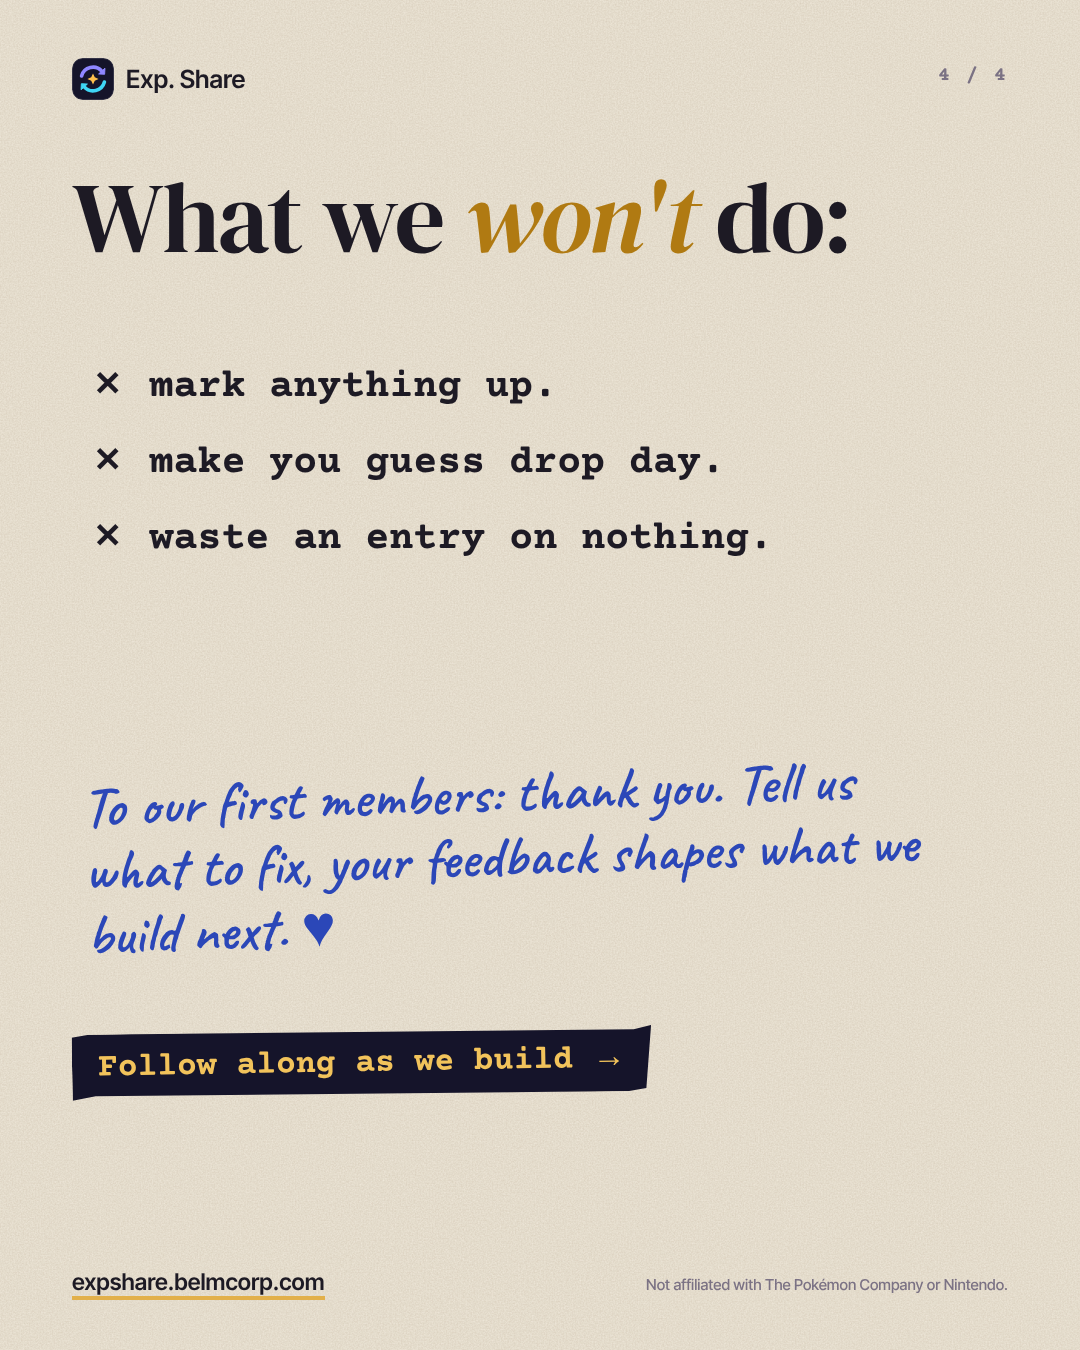 Exp. Share
4 / 4
What we won't do:
✕ mark anything up.
✕ make you guess drop day.
✕ waste an entry on nothing.
To our first members: thank you. Tell us
what to fix, your feedback shapes what we
build next. ♥
Follow along as we build →
expshare.belmcorp.com
Not affiliated with The Pokémon Company or Nintendo.